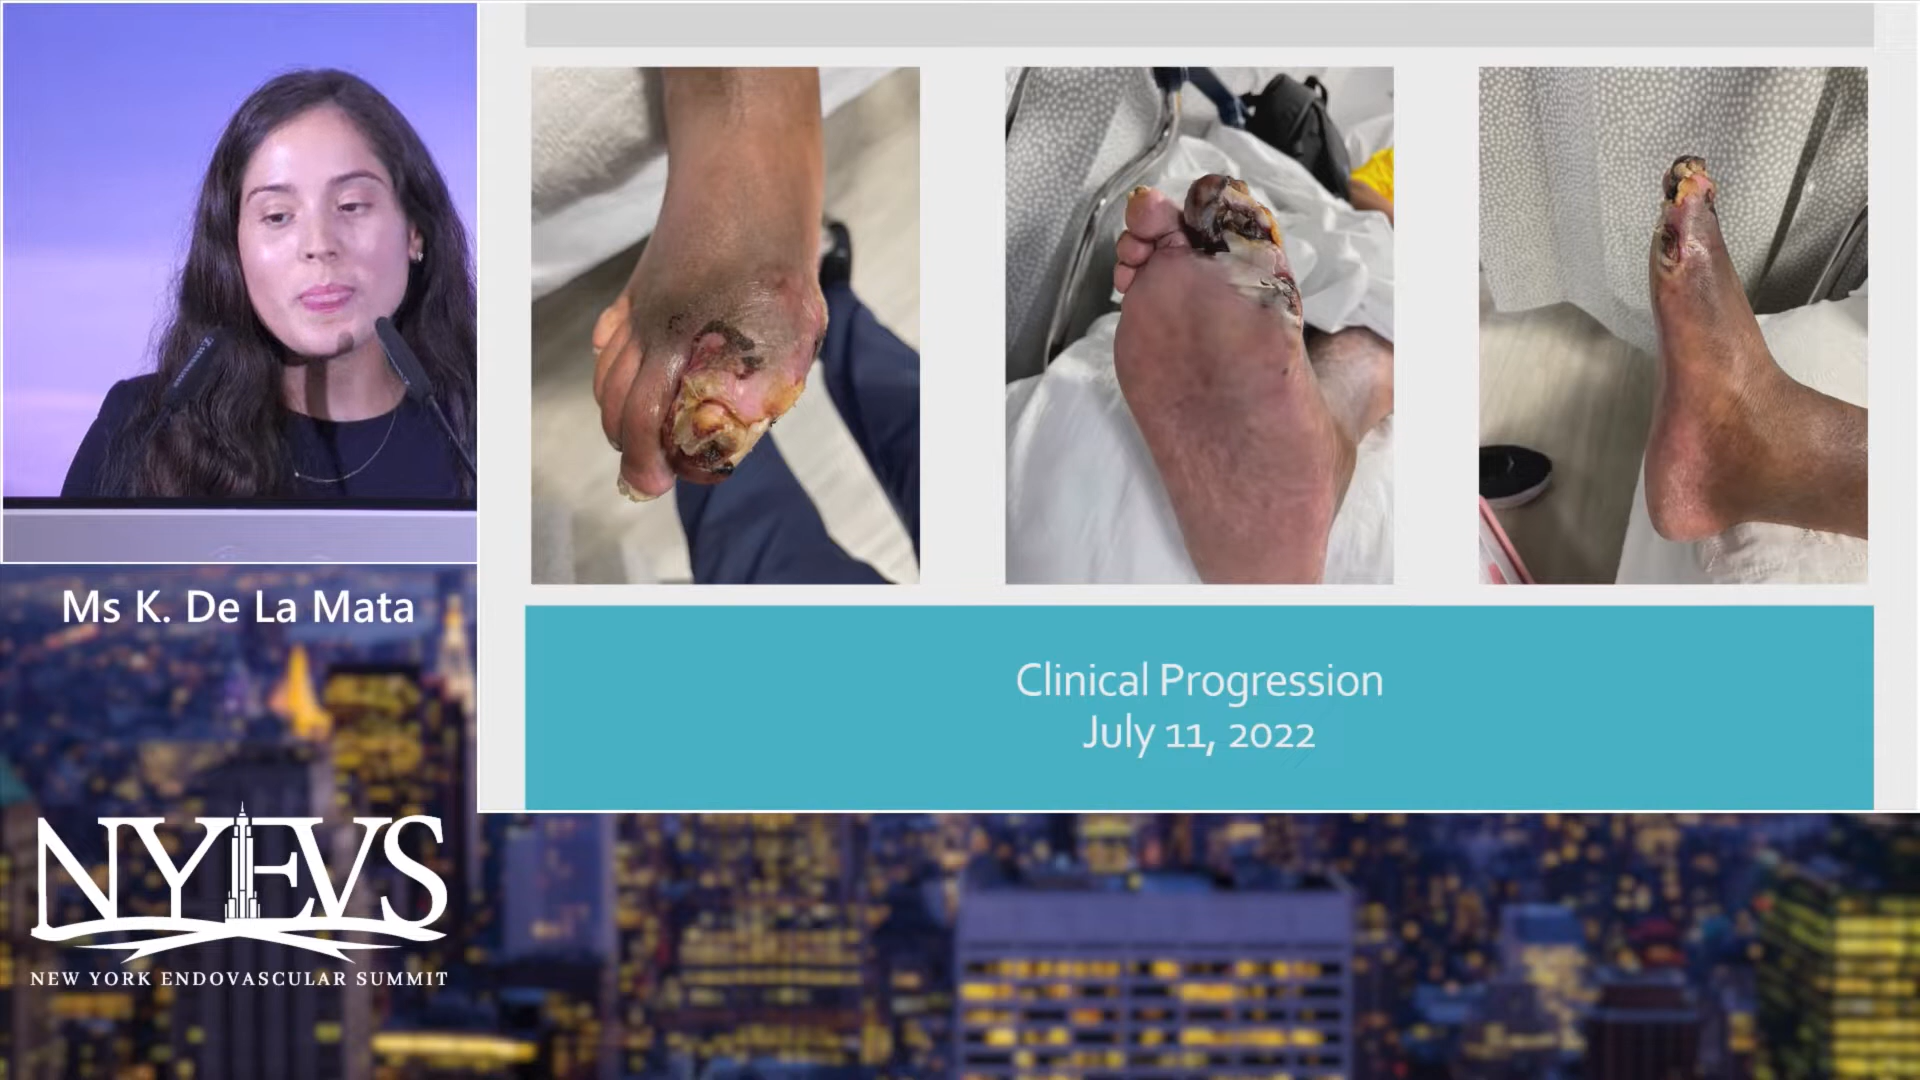 Ms K. De La Mata
NYEVS
NEW YORK ENDOVASCULAR SUMMIT
Clinical Progression
July 11, 2022